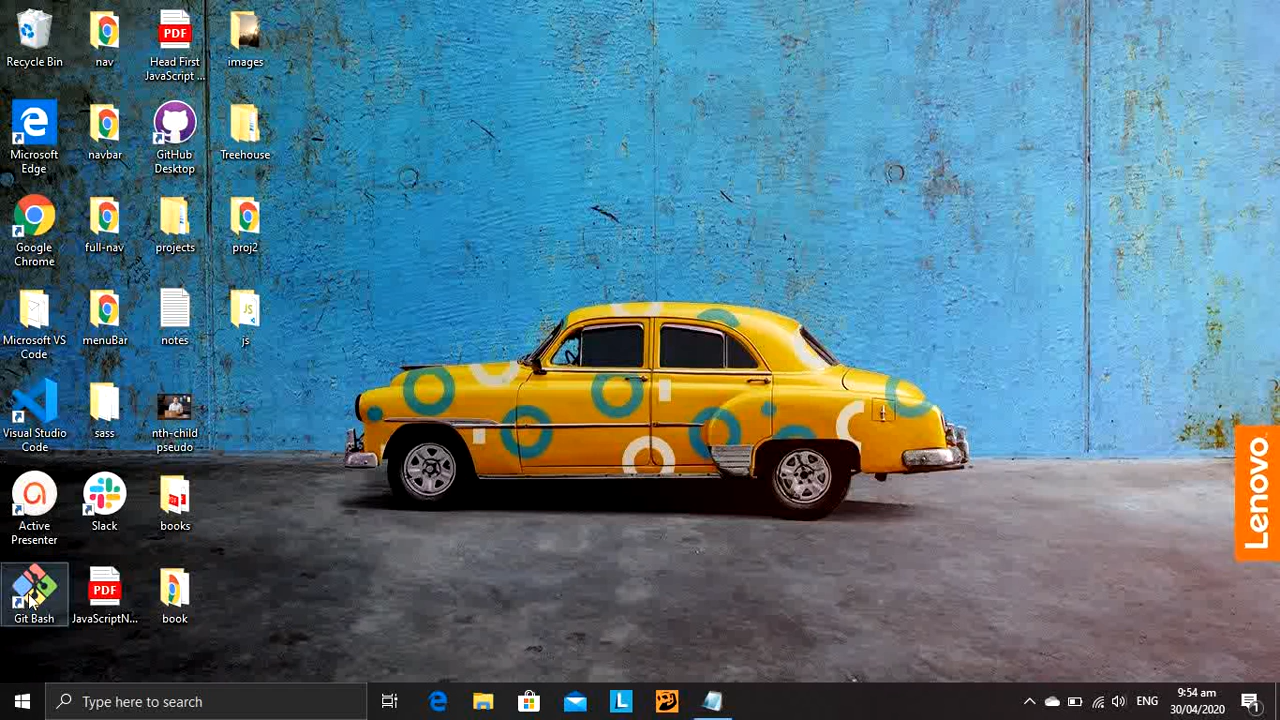 Recycle Bin
nav
PDF
Head First
JavaScript ...
images
Microsoft
Edge
navbar
GitHub
Desktop
Treehouse
Google
Chrome
full-nav
projects
proj2
Microsoft VS
Code
menuBar
notes
JS
js
Visual Studio
Code
sass
nth-child
pseudo
Active
Presenter
Slack
books
Git Bash
PDF
JavaScriptN...
book
Lenovo
Type here to search
L
ENG
9:54 am
30/04/2020
1